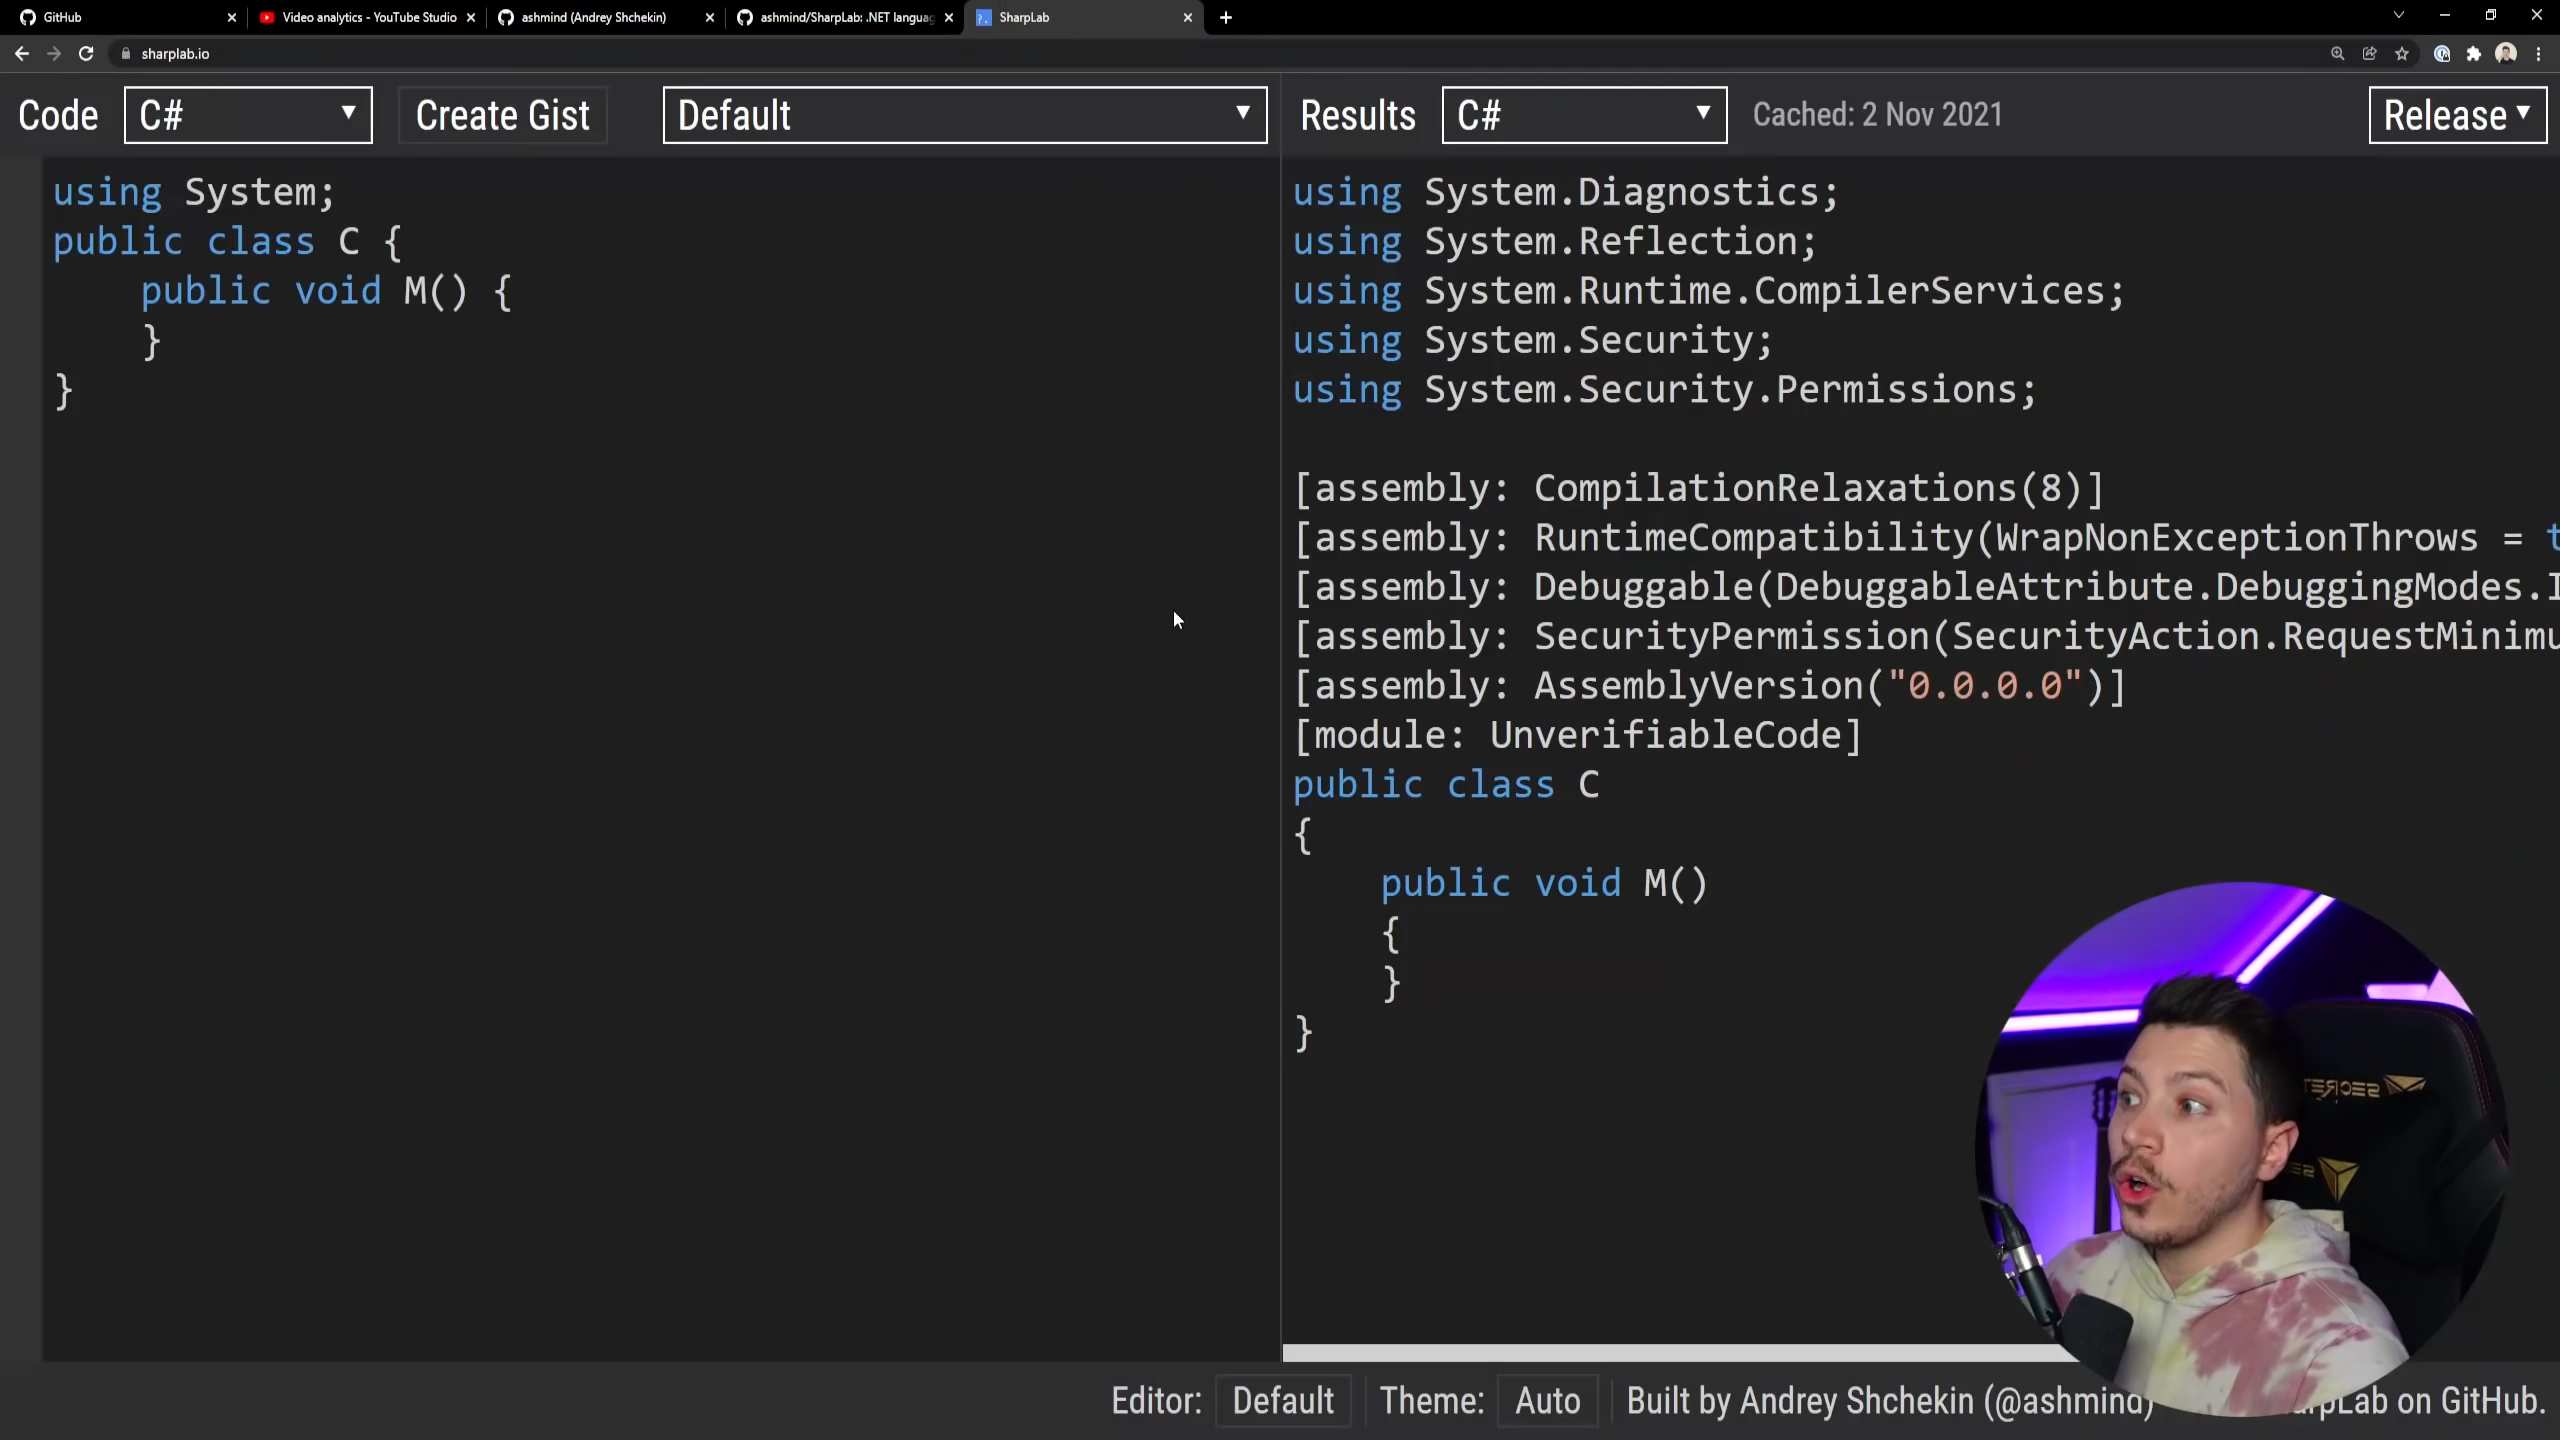 GitHub
Video analytics - YouTube Studio
ashmind (Andrey Shchekin)
ashmind/SharpLab: .NET languag
SharpLab
sharplab.io
Code
C#
Create Gist
Default
Results
C#
Cached: 2 Nov 2021
Release
using System;
public class C {
    public void M() {
    }
}
using System.Diagnostics;
using System.Reflection;
using System.Runtime.CompilerServices;
using System.Security;
using System.Security.Permissions;
[assembly: CompilationRelaxations(8)]
[assembly: RuntimeCompatibility(WrapNonExceptionThrows = t
[assembly: Debuggable(DebuggableAttribute.DebuggingModes.I
[assembly: SecurityPermission(SecurityAction.RequestMinimu
[assembly: AssemblyVersion("0.0.0.0")]
[module: UnverifiableCode]
public class C
{
    public void M()
    {
    }
}
Editor: Default
Theme: Auto
Built by Andrey Shchekin (@ashmind)
arpLab on GitHub.